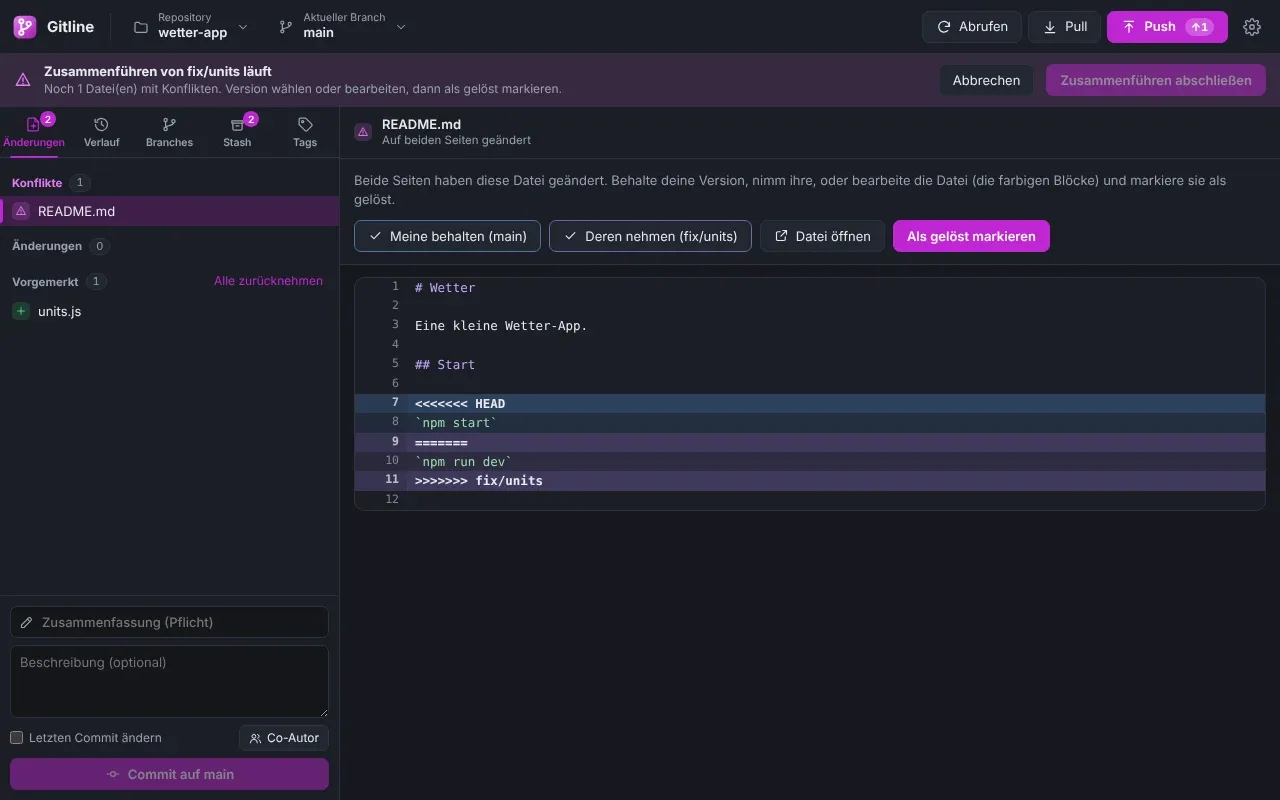 Gitline
Repository
wetter-app
Aktueller Branch
main
Abrufen
Pull
Push
1
Zusammenführen von fix/units läuft
Noch 1 Datei(en) mit Konflikten. Version wählen oder bearbeiten, dann als gelöst markieren.
Abbrechen
Zusammenführen abschließen
2
Änderungen
Verlauf
Branches
2
Stash
Tags
Konflikte 1
README.md
Änderungen 0
Vorgemerkt 1 Alle zurücknehmen
units.js
Zusammenfassung (Pflicht)
Beschreibung (optional)
Letzten Commit ändern
Co-Autor
Commit auf main
README.md
Auf beiden Seiten geändert
Beide Seiten haben diese Datei geändert. Behalte deine Version, nimm ihre, oder bearbeite die Datei (die farbigen Blöcke) und markiere sie als
gelöst.
Meine behalten (main)
Deren nehmen (fix/units)
Datei öffnen
Als gelöst markieren
1 # Wetter
2
3 Eine kleine Wetter-App.
4
5 ## Start
6
7 <<<<<<< HEAD
8 `npm start`
9 =======
10 `npm run dev`
11 >>>>>>> fix/units
12